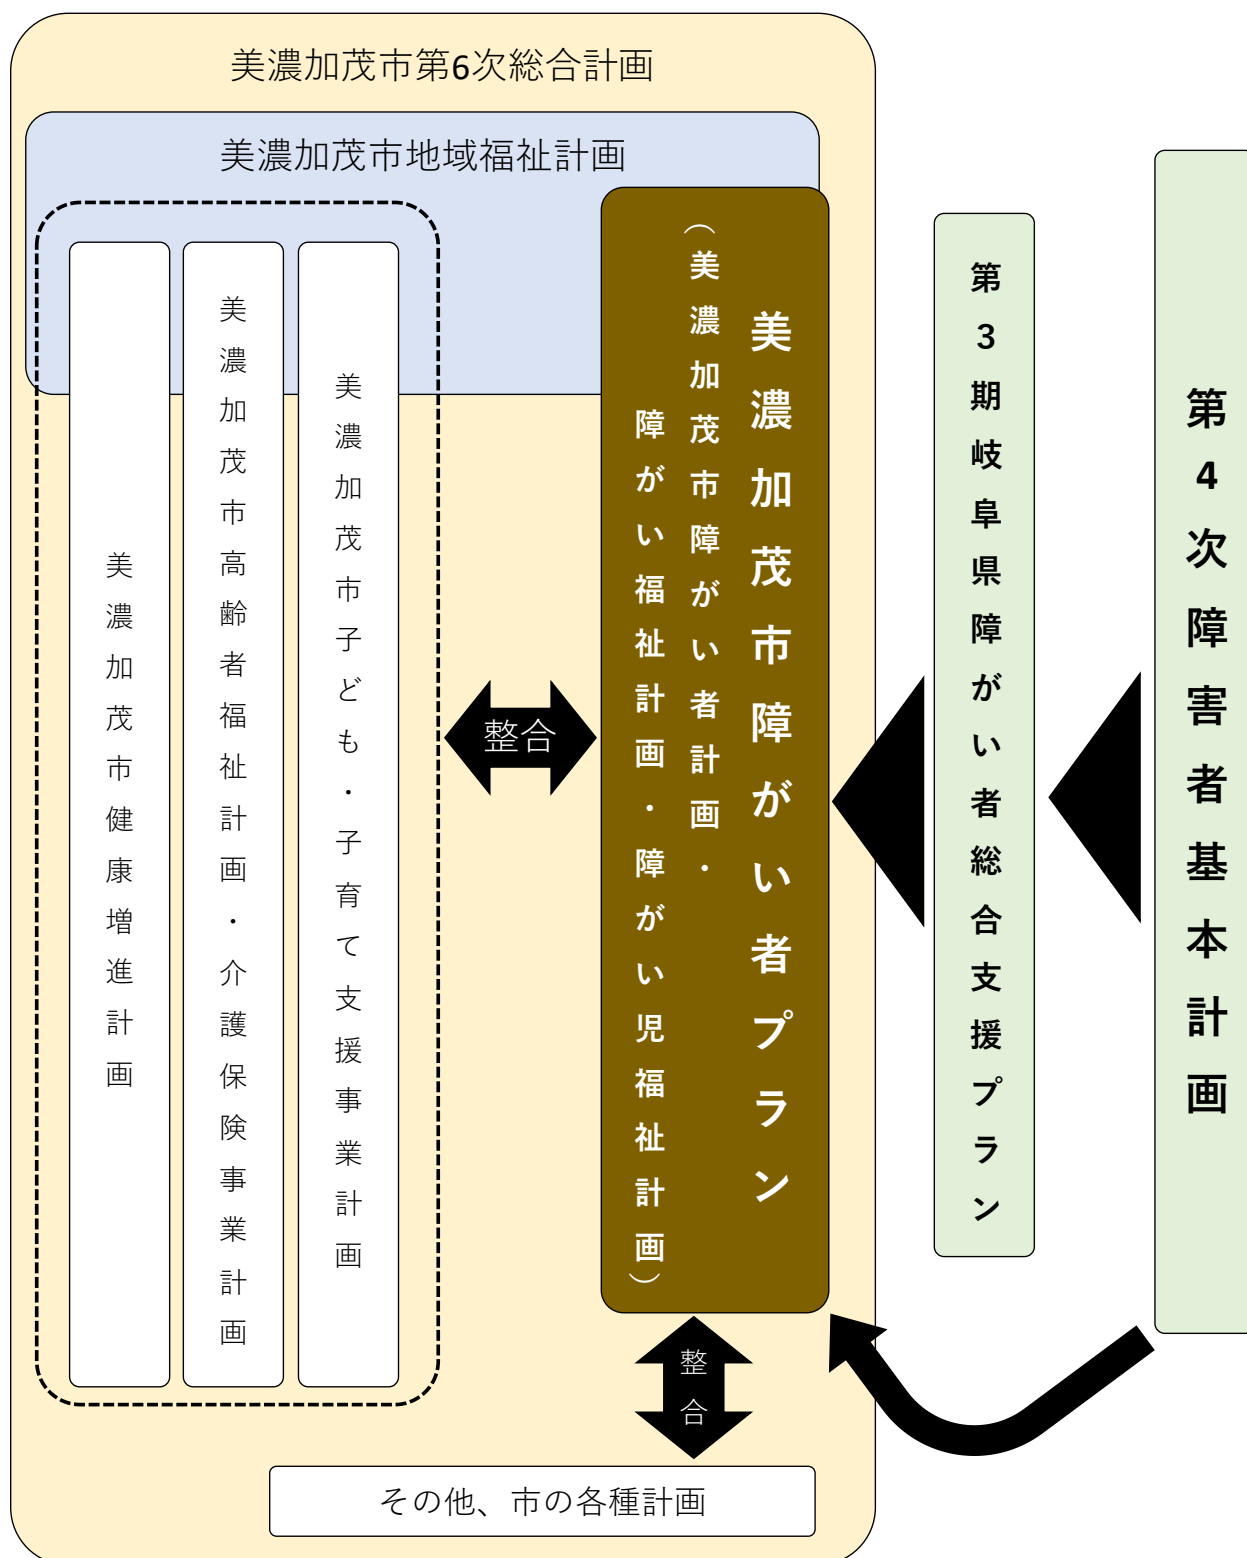 美濃加茂市第6次総合計画
美濃加茂市地域福祉計画
第4次障害者基本計画
第3期岐阜県障がい者総合支援プラン
美濃加茂市障がい者プラン
（美濃加茂市障がい者計画・
障がい福祉計画・障がい児福祉計画）
整合
美濃加茂市子ども・子育て支援事業計画
美濃加茂市高齢者福祉計画・介護保険事業計画
美濃加茂市健康増進計画
整合
その他、市の各種計画